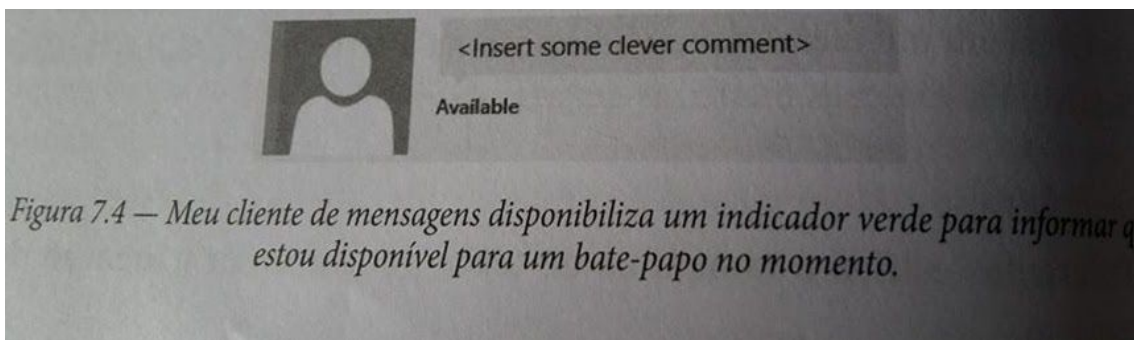 <Insert some clever comment>
Available
Figura 7.4 — Meu cliente de mensagens disponibiliza um indicador verde para informar
estou disponível para um bate-papo no momento.